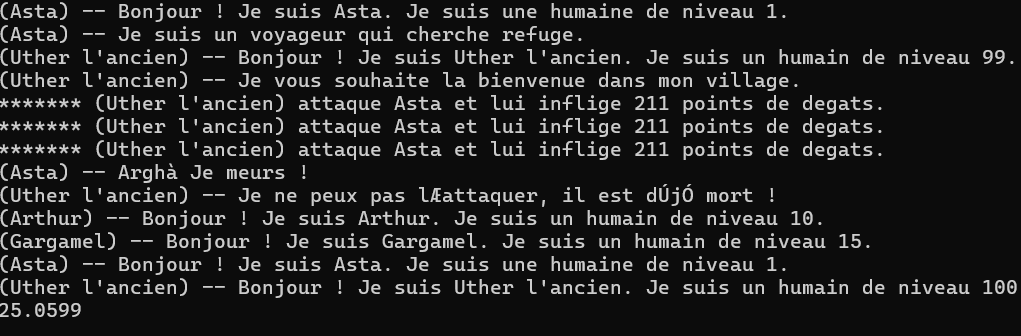 (Asta) -- Bonjour ! Je suis Asta. Je suis une humaine de niveau 1.
(Asta) -- Je suis un voyageur qui cherche refuge.
(Uther l'ancien) -- Bonjour ! Je suis Uther l'ancien. Je suis un humain de niveau 99.
(Uther l'ancien) -- Je vous souhaite la bienvenue dans mon village.
******* (Uther l'ancien) attaque Asta et lui inflige 211 points de degats.
******* (Uther l'ancien) attaque Asta et lui inflige 211 points de degats.
******* (Uther l'ancien) attaque Asta et lui inflige 211 points de degats.
(Asta) -- Arghà Je meurs !
(Uther l'ancien) -- Je ne peux pas lÆattaquer, il est dÚjÓ mort !
(Arthur) -- Bonjour ! Je suis Arthur. Je suis un humain de niveau 10.
(Gargamel) -- Bonjour ! Je suis Gargamel. Je suis un humain de niveau 15.
(Asta) -- Bonjour ! Je suis Asta. Je suis une humaine de niveau 1.
(Uther l'ancien) -- Bonjour ! Je suis Uther l'ancien. Je suis un humain de niveau 100
25.0599